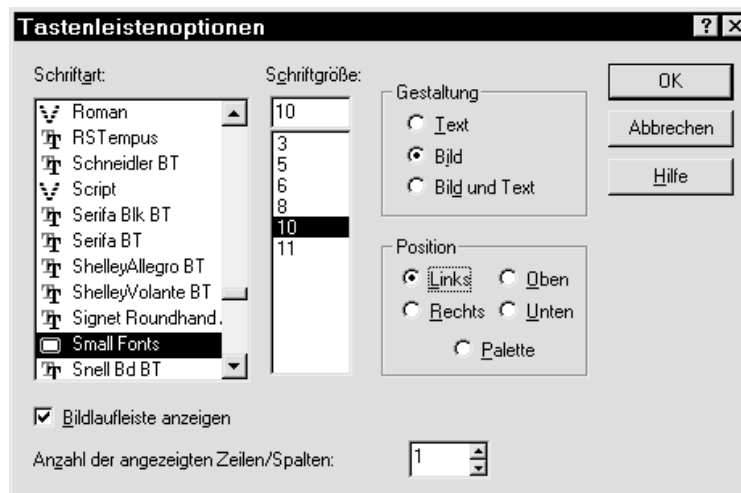 Tastenleistenoptionen
Schriftart:
Roman
RSTempus
Schneidler BT
Script
Serifa Blk BT
Serifa BT
ShelleyAllegro BT
ShelleyVolante BT
Signet Roundhand.
Small Fonts
Snell Bd BT
Schriftgröße:
10
3
5
6
8
10
11
Gestaltung
Text
Bild
Bild und Text
Position
Links
Oben
Rechts
Unten
Palette
OK
Abbrechen
Hilfe
Bildlaufleiste anzeigen
Anzahl der angezeigten Zeilen/Spalten:
1